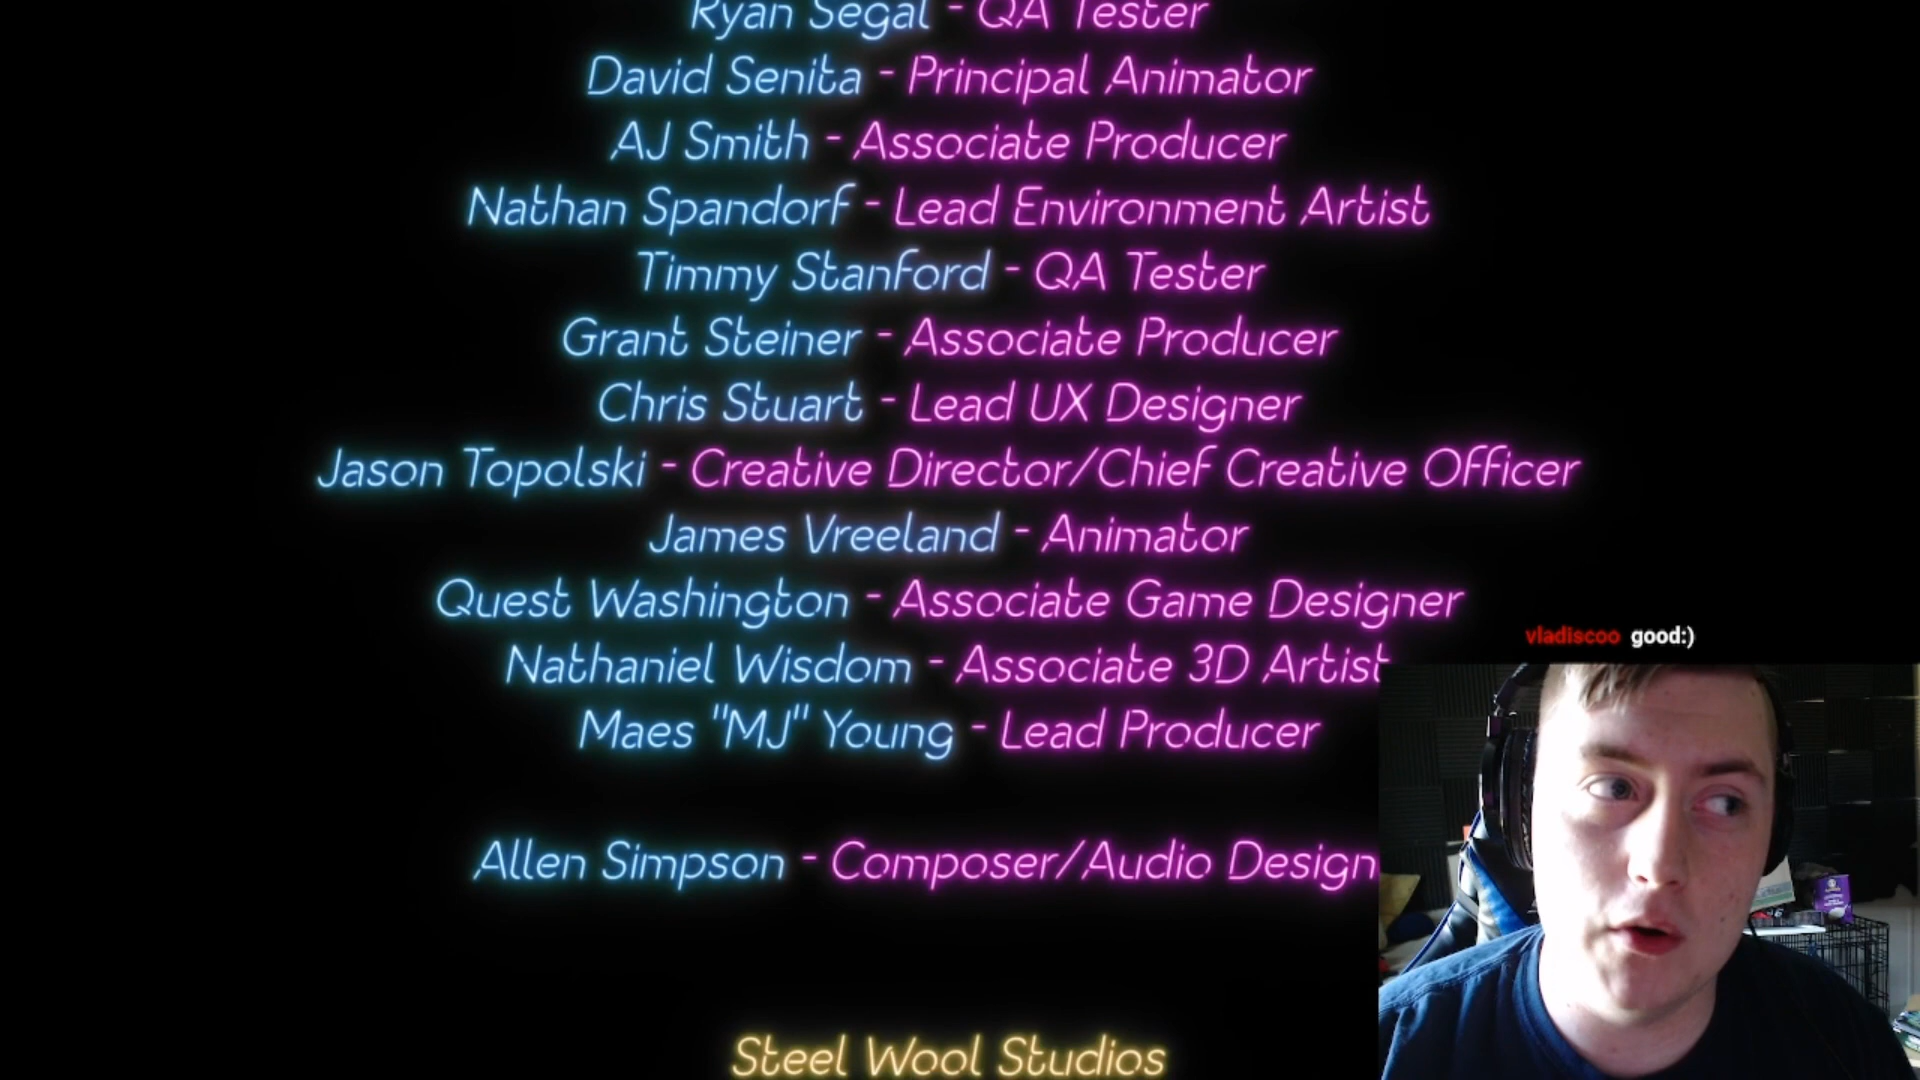 Ryan Segal - QA Tester
David Senita - Principal Animator
AJ Smith - Associate Producer
Nathan Spandorf - Lead Environment Artist
Timmy Stanford - QA Tester
Grant Steiner - Associate Producer
Chris Stuart - Lead UX Designer
Jason Topolski - Creative Director/Chief Creative Officer
James Vreeland - Animator
Quest Washington - Associate Game Designer
vladiscoo good:)
Nathaniel Wisdom - Associate 3D Artist
Maes "MJ" Young - Lead Producer
Allen Simpson - Composer/Audio Design
Steel Wool Studios